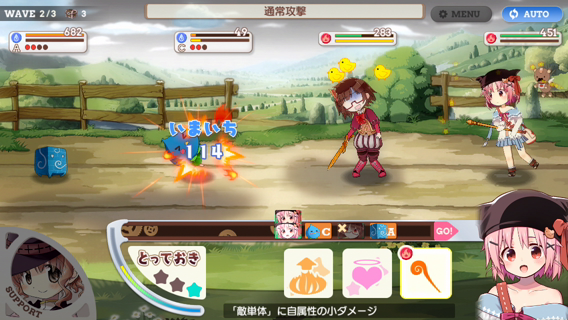 WAVE 2/3
3
通常攻撃
MENU
AUTO
682
A
49
C
283
451
いまいち
114
C
A
GO!
とっておき
SUPPORT
「敵単体」に自属性の小ダメージ